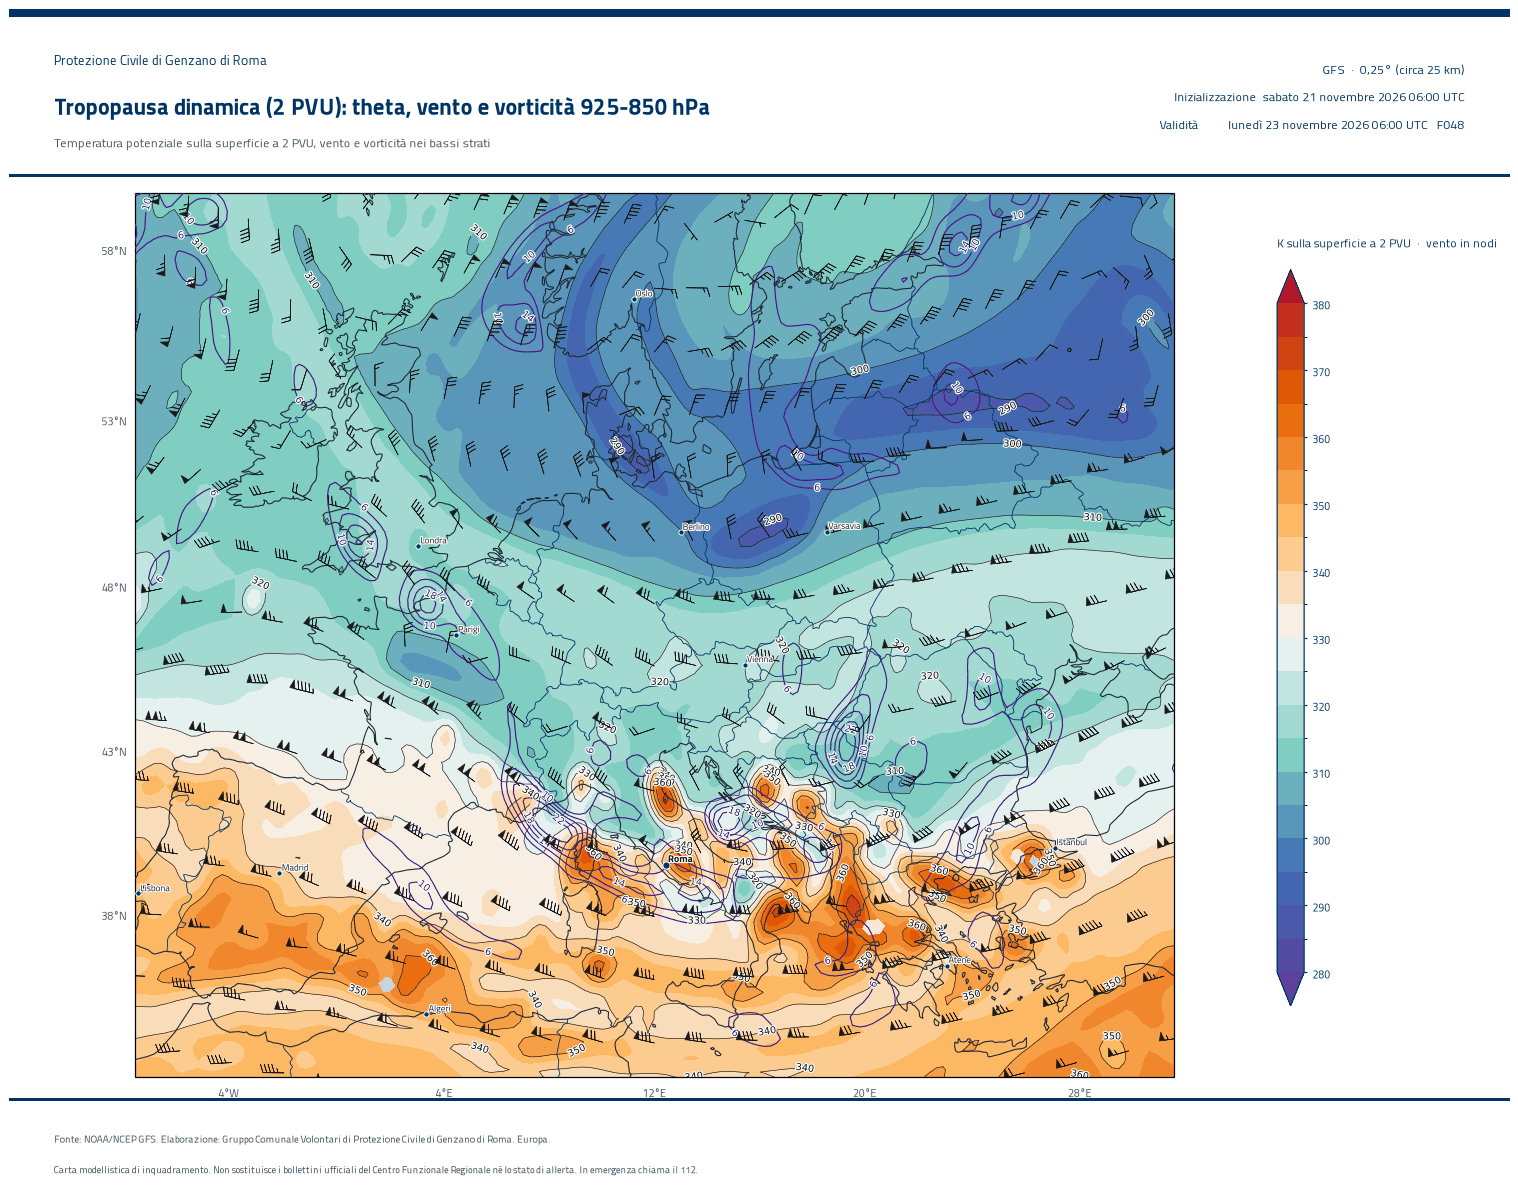 Protezione Civile di Genzano di Roma
Tropopausa dinamica (2 PVU): theta, vento e vorticità 925-850 hPa
Temperatura potenziale sulla superficie a 2 PVU, vento e vorticità nei bassi strati
GFS · 0,25° (circa 25 km)
Inizializzazione sabato 21 novembre 2026 06:00 UTC
Validità lunedì 23 novembre 2026 06:00 UTC F048
K sulla superficie a 2 PVU · vento in nodi
380
370
360
350
340
330
320
310
300
290
280
58°N
53°N
48°N
43°N
38°N
4°W
4°E
12°E
20°E
28°E
Oslo
Berlino
Varsavia
Londra
Parigi
Vienna
Roma
Istanbul
Madrid
Lisbona
Atene
Algeri
Fonte: NOAA/NCEP GFS. Elaborazione: Gruppo Comunale Volontari di Protezione Civile di Genzano di Roma. Europa.
Carta modellistica di inquadramento. Non sostituisce i bollettini ufficiali del Centro Funzionale Regionale né lo stato di allerta. In emergenza chiama il 112.